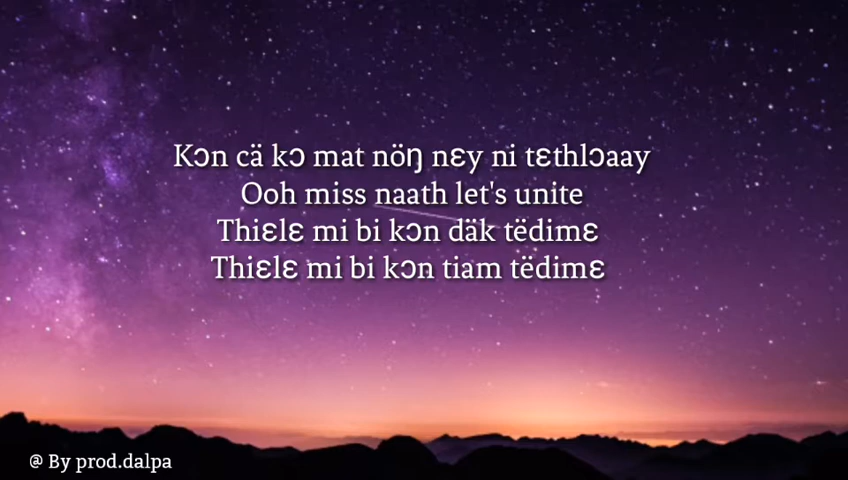 Kɔn cä kɔ mat nöŋ nɛy ni tɛthlɔaay
Ooh miss naath let's unite
Thiɛlɛ mi bi kɔn däk tëdimɛ
Thiɛlɛ mi bi kɔn tiam tëdimɛ
@ By prod.dalpa